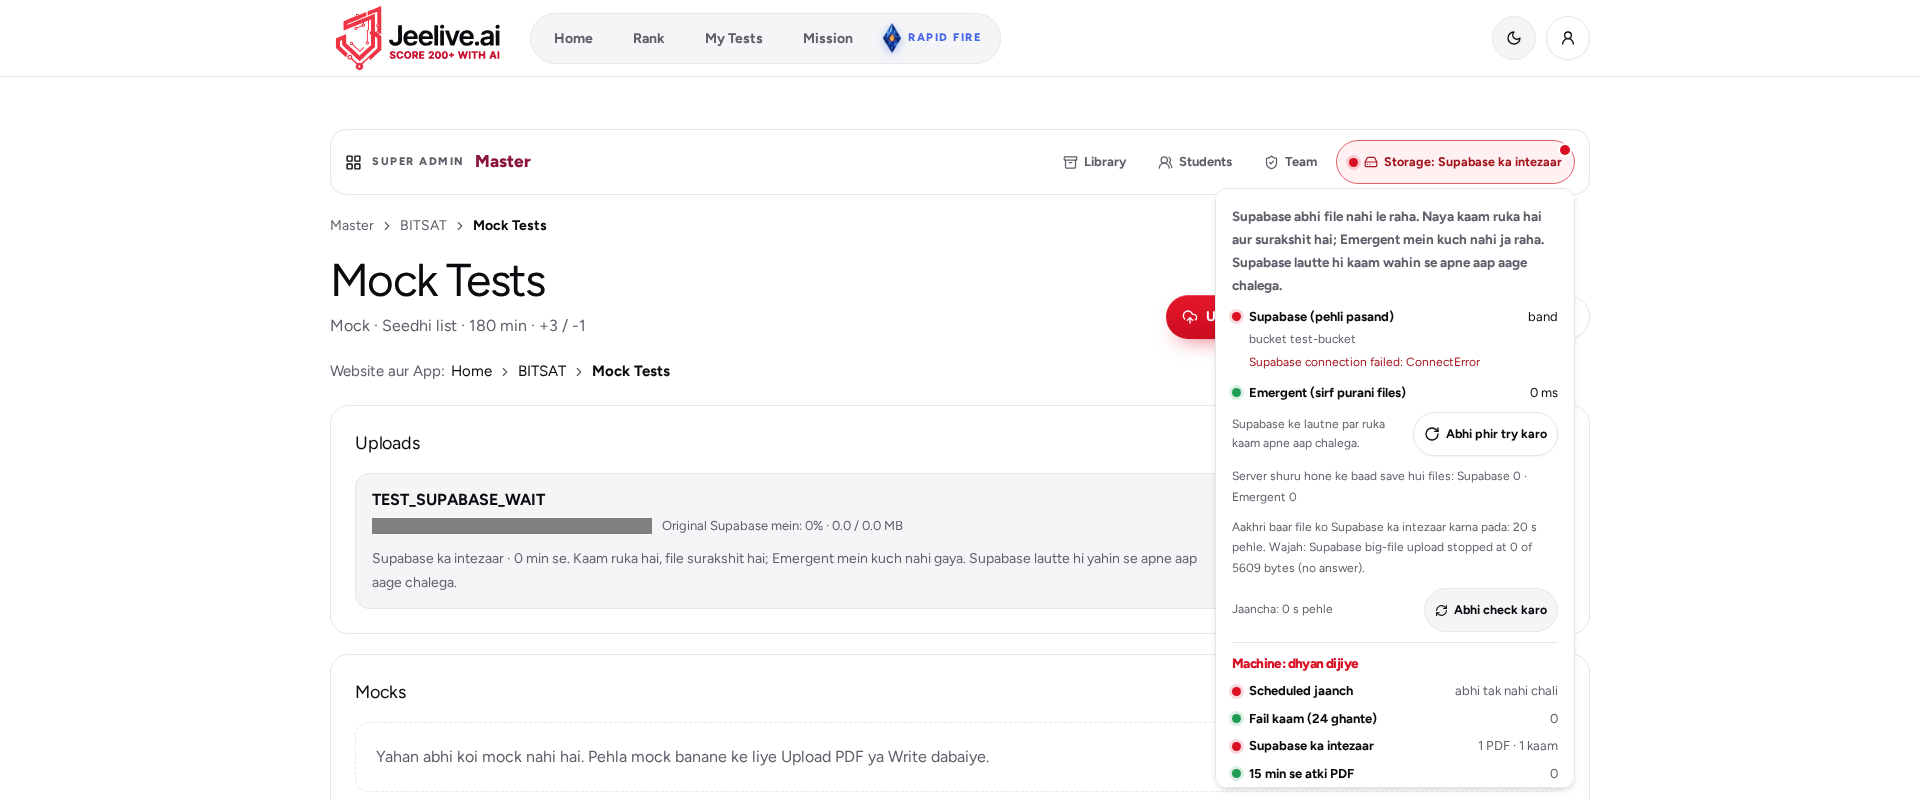 Jeelive.ai
SCORE 200+ WITH AI
Home
Rank
My Tests
Mission
RAPID FIRE
SUPER ADMIN
Master
Library
Students
Team
Storage: Supabase ka intezaar
Master > BITSAT > Mock Tests
Mock Tests
Mock · Seedhi list · 180 min · +3 / -1
Website aur App: Home > BITSAT > Mock Tests
Uploads
TEST_SUPABASE_WAIT
Original Supabase mein: 0% · 0.0 / 0.0 MB
Supabase ka intezaar · 0 min se. Kaam ruka hai, file surakshit hai; Emergent mein kuch nahi gaya. Supabase lautte hi yahin se apne aap
aage chalega.
Mocks
Yahan abhi koi mock nahi hai. Pehla mock banane ke liye Upload PDF ya Write dabaiye.
Supabase abhi file nahi le raha. Naya kaam ruka hai
aur surakshit hai; Emergent mein kuch nahi ja raha.
Supabase lautte hi kaam wahin se apne aap aage
chalega.
Supabase (pehli pasand)
band
bucket test-bucket
Supabase connection failed: ConnectError
Emergent (sirf purani files)
0 ms
Supabase ke lautne par ruka
kaam apne aap chalega.
Abhi phir try karo
Server shuru hone ke baad save hui files: Supabase 0 ·
Emergent 0
Aakhri baar file ko Supabase ka intezaar karna pada: 20 s
pehle. Wajah: Supabase big-file upload stopped at 0 of
5609 bytes (no answer).
Jaancha: 0 s pehle
Abhi check karo
Machine: dhyan dijiye
Scheduled jaanch
abhi tak nahi chali
Fail kaam (24 ghante)
0
Supabase ka intezaar
1 PDF · 1 kaam
15 min se atki PDF
0